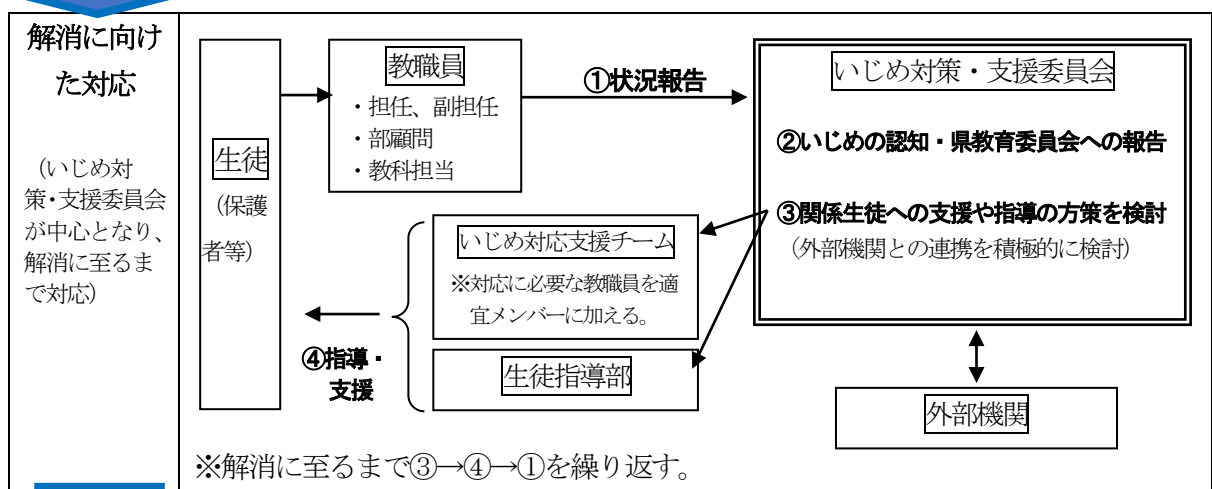 解消に向け
た対応
（いじめ対
策・支援委員会
が中心となり、
解消に至るま
で対応）
生徒
（保護
者等）
教職員
・担任、副担任
・部顧問
・教科担当
①状況報告
いじめ対策・支援委員会
②いじめの認知・県教育委員会への報告
③関係生徒への支援や指導の方策を検討
（外部機関との連携を積極的に検討）
いじめ対応支援チーム
※対応に必要な教職員を適
宜メンバーに加える。
生徒指導部
④指導・
支援
外部機関
※解消に至るまで③→④→①を繰り返す。